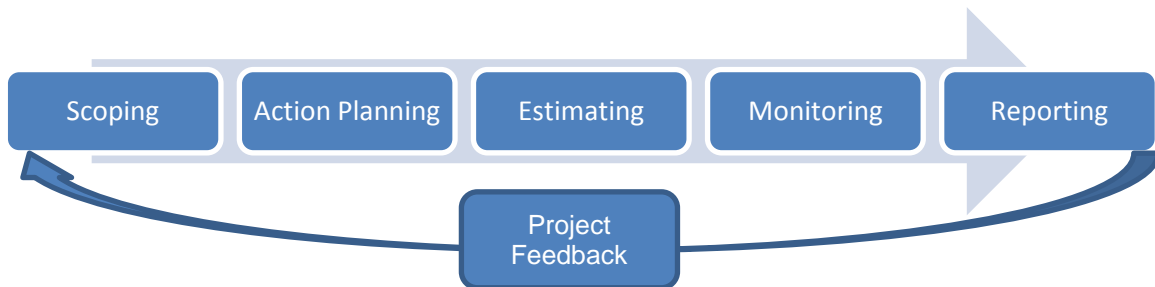 Scoping
Action Planning
Estimating
Monitoring
Reporting
Project
Feedback